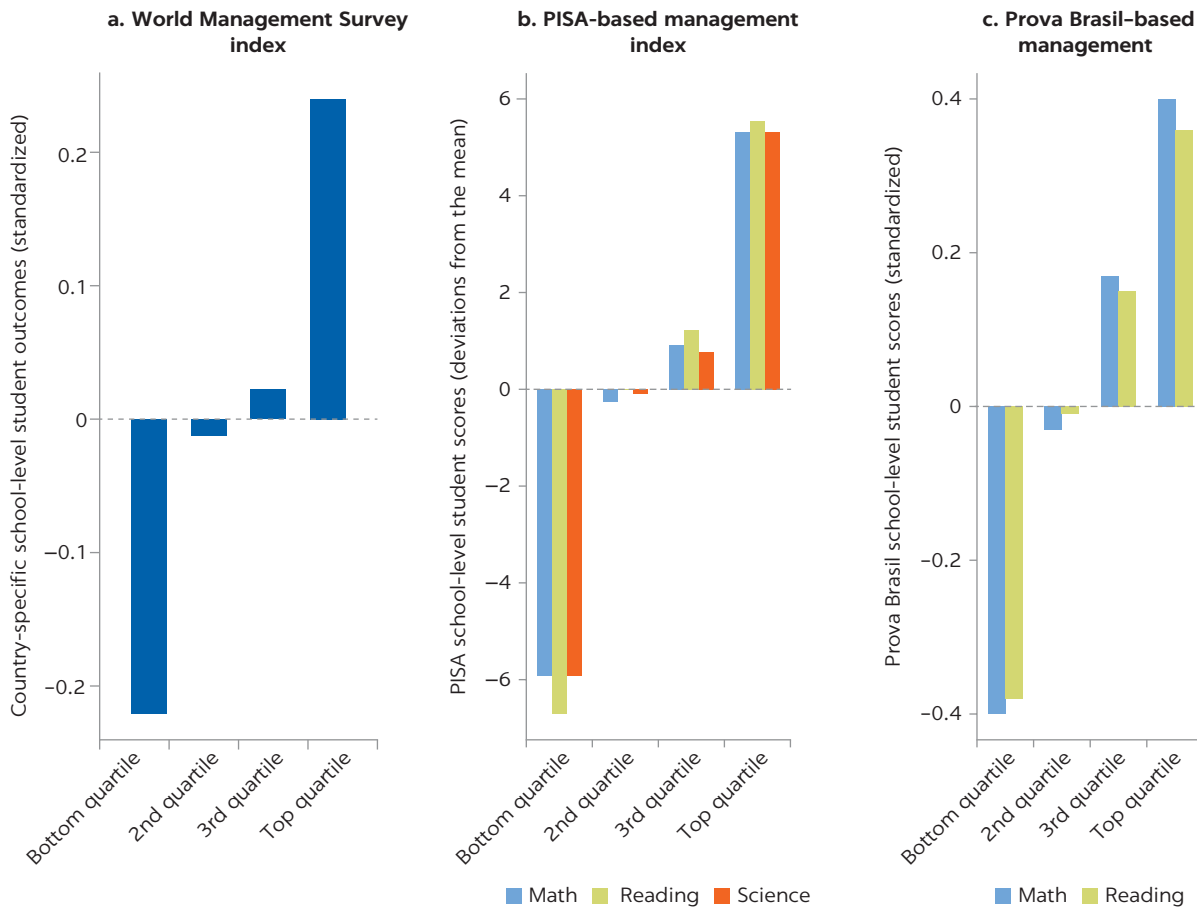 a. World Management Survey
index
Country-specific school-level student outcomes (standardized)
0.2
0.1
0
−0.1
−0.2
Bottom quartile
2nd quartile
3rd quartile
Top quartile
b. PISA-based management
index
PISA school-level student scores (deviations from the mean)
6
4
2
0
−2
−4
−6
Bottom quartile
2nd quartile
3rd quartile
Top quartile
Math Reading Science
c. Prova Brasil–based
management
Prova Brasil school-level student scores (standardized)
0.4
0.2
0
−0.2
−0.4
Bottom quartile
2nd quartile
3rd quartile
Top quartile
Math Reading